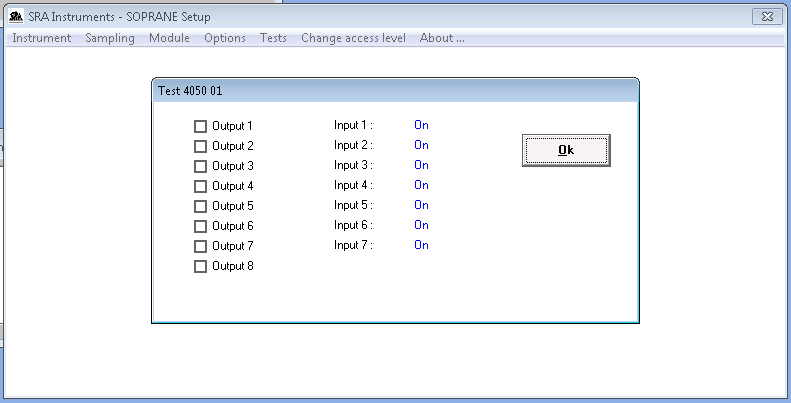 SRA SRA Instruments - SOPRANE Setup
Instrument Sampling Module Options Tests Change access level About ...
Test 4050 01
Output 1 Input 1 : On
Output 2 Input 2 : On
Output 3 Input 3 : On
Output 4 Input 4 : On
Output 5 Input 5 : On
Output 6 Input 6 : On
Output 7 Input 7 : On
Output 8
Ok